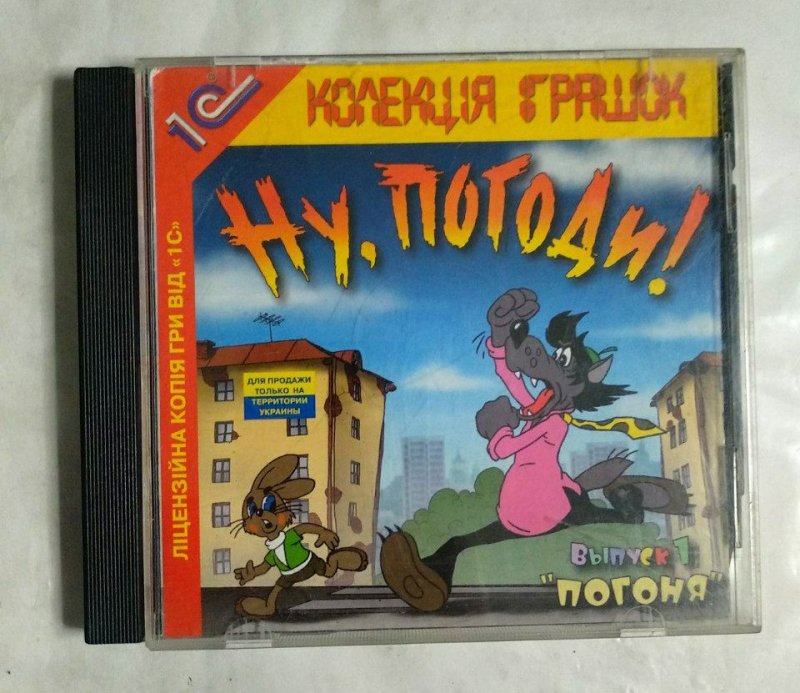 1С®
КОЛЕКЦІЯ ІГРАШОК
ЛІЦЕНЗІЙНА КОПІЯ ГРИ ВІД «1С»
Ну, ПОГОДИ!
ДЛЯ ПРОДАЖИ
ТОЛЬКО НА
ТЕРРИТОРИИ
УКРАИНЫ
Выпуск 1
"ПОГОНЯ"